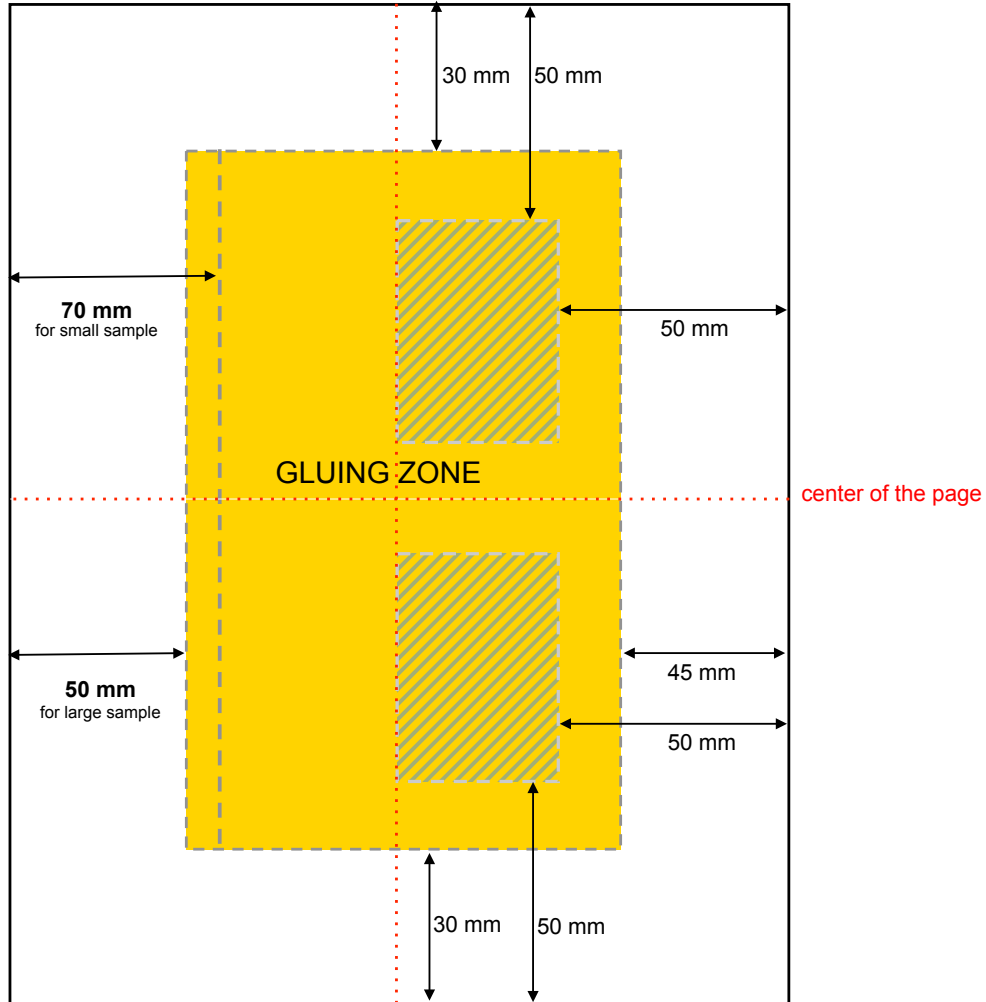 30 mm
50 mm
70 mm
for small sample
50 mm
GLUING ZONE
center of the page
50 mm
for large sample
45 mm
50 mm
30 mm
50 mm